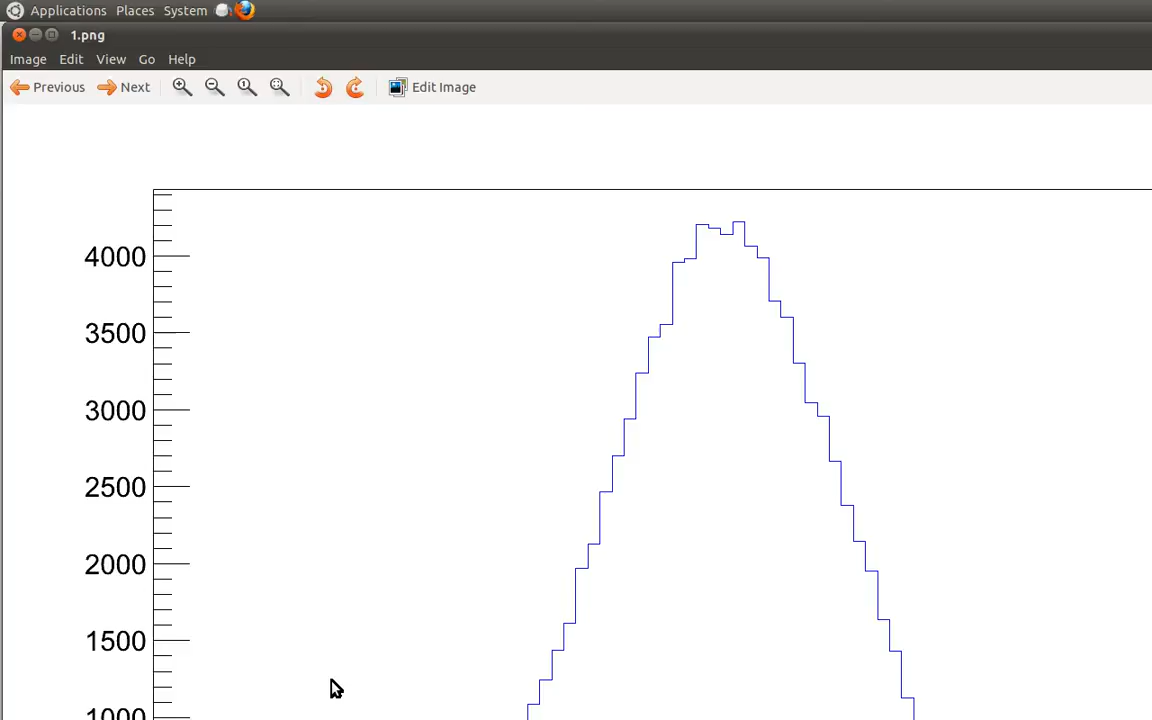 Applications Places System
1.png
Image Edit View Go Help
Previous Next Edit Image
4000
3500
3000
2500
2000
1500
1000